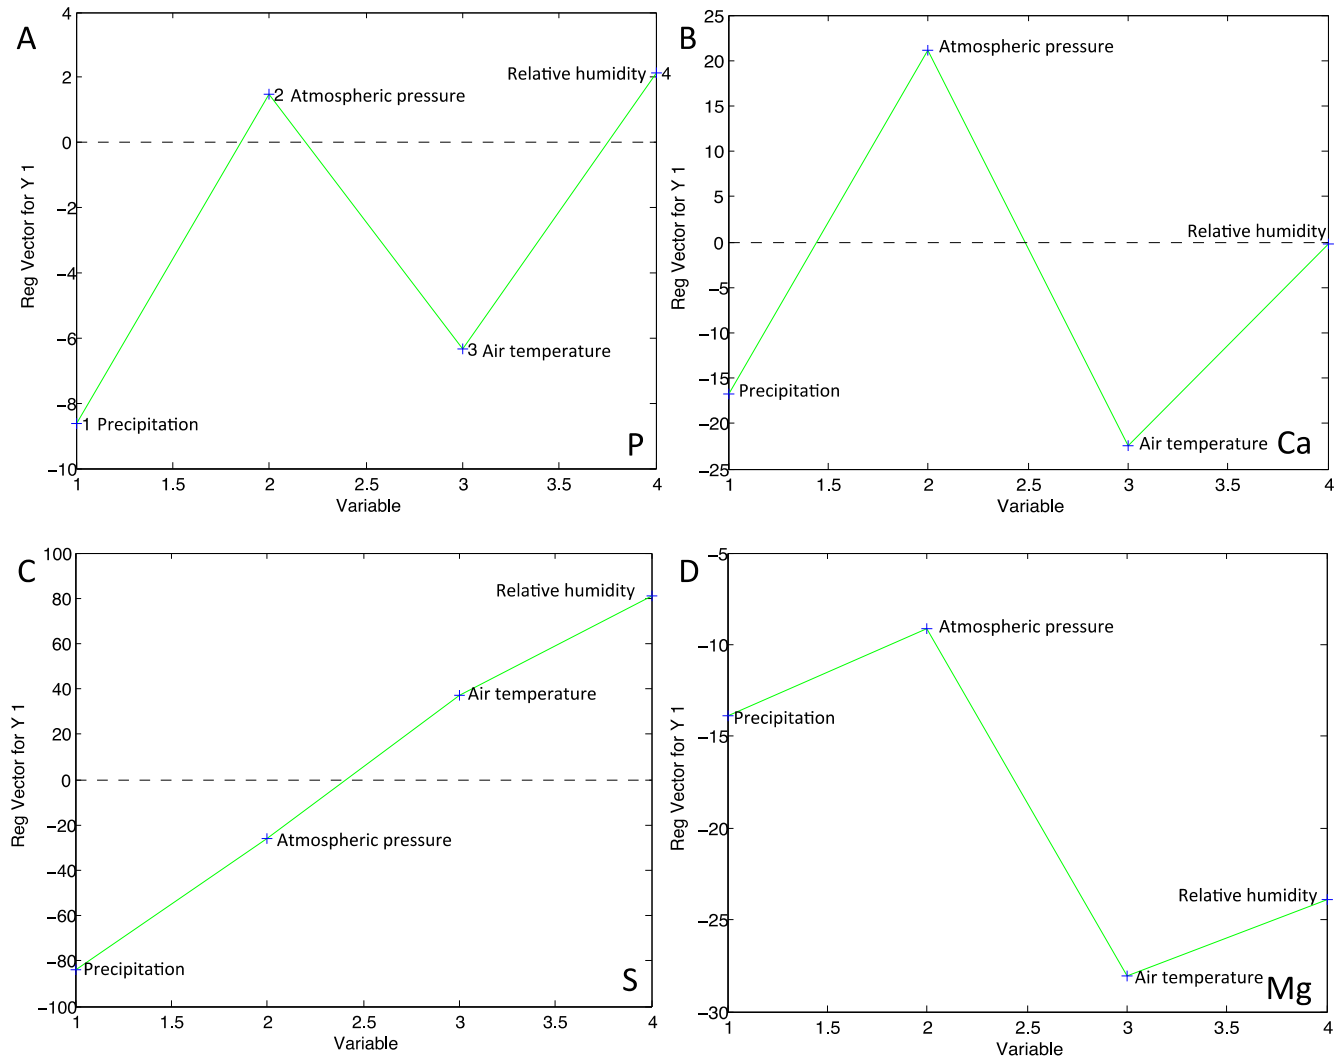 A
4
2
0
−2
−4
−6
−8
−10
Reg Vector for Y 1
1 Precipitation
2 Atmospheric pressure
3 Air temperature
Relative humidity 4
P
1 1.5 2 2.5 3 3.5 4
Variable
B
25
20
15
10
5
0
−5
−10
−15
−20
−25
Reg Vector for Y 1
Atmospheric pressure
Relative humidity
Precipitation
Air temperature
Ca
1 1.5 2 2.5 3 3.5 4
Variable
C
100
80
60
40
20
0
−20
−40
−60
−80
−100
Reg Vector for Y 1
Relative humidity
Air temperature
Atmospheric pressure
Precipitation
S
1 1.5 2 2.5 3 3.5 4
Variable
D
−5
−10
−15
−20
−25
−30
Reg Vector for Y 1
Atmospheric pressure
Precipitation
Relative humidity
Air temperature
Mg
1 1.5 2 2.5 3 3.5 4
Variable